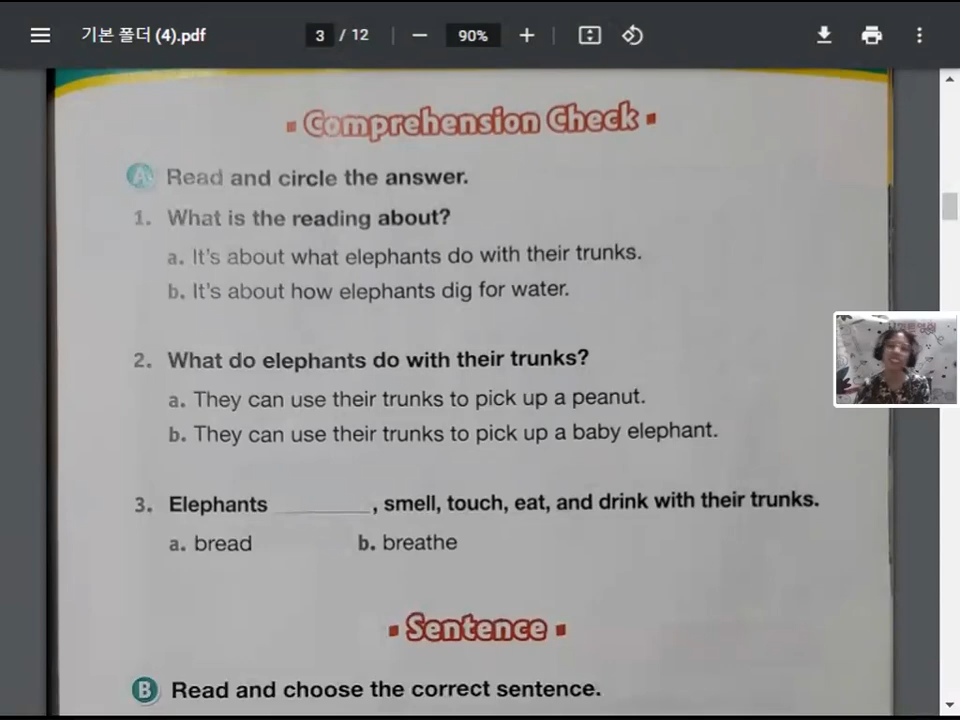 기본 폴더 (4).pdf
3 / 12
90%
Comprehension Check
A Read and circle the answer.
1. What is the reading about?
a. It's about what elephants do with their trunks.
b. It's about how elephants dig for water.
2. What do elephants do with their trunks?
a. They can use their trunks to pick up a peanut.
b. They can use their trunks to pick up a baby elephant.
3. Elephants ________, smell, touch, eat, and drink with their trunks.
a. bread b. breathe
Sentence
B Read and choose the correct sentence.